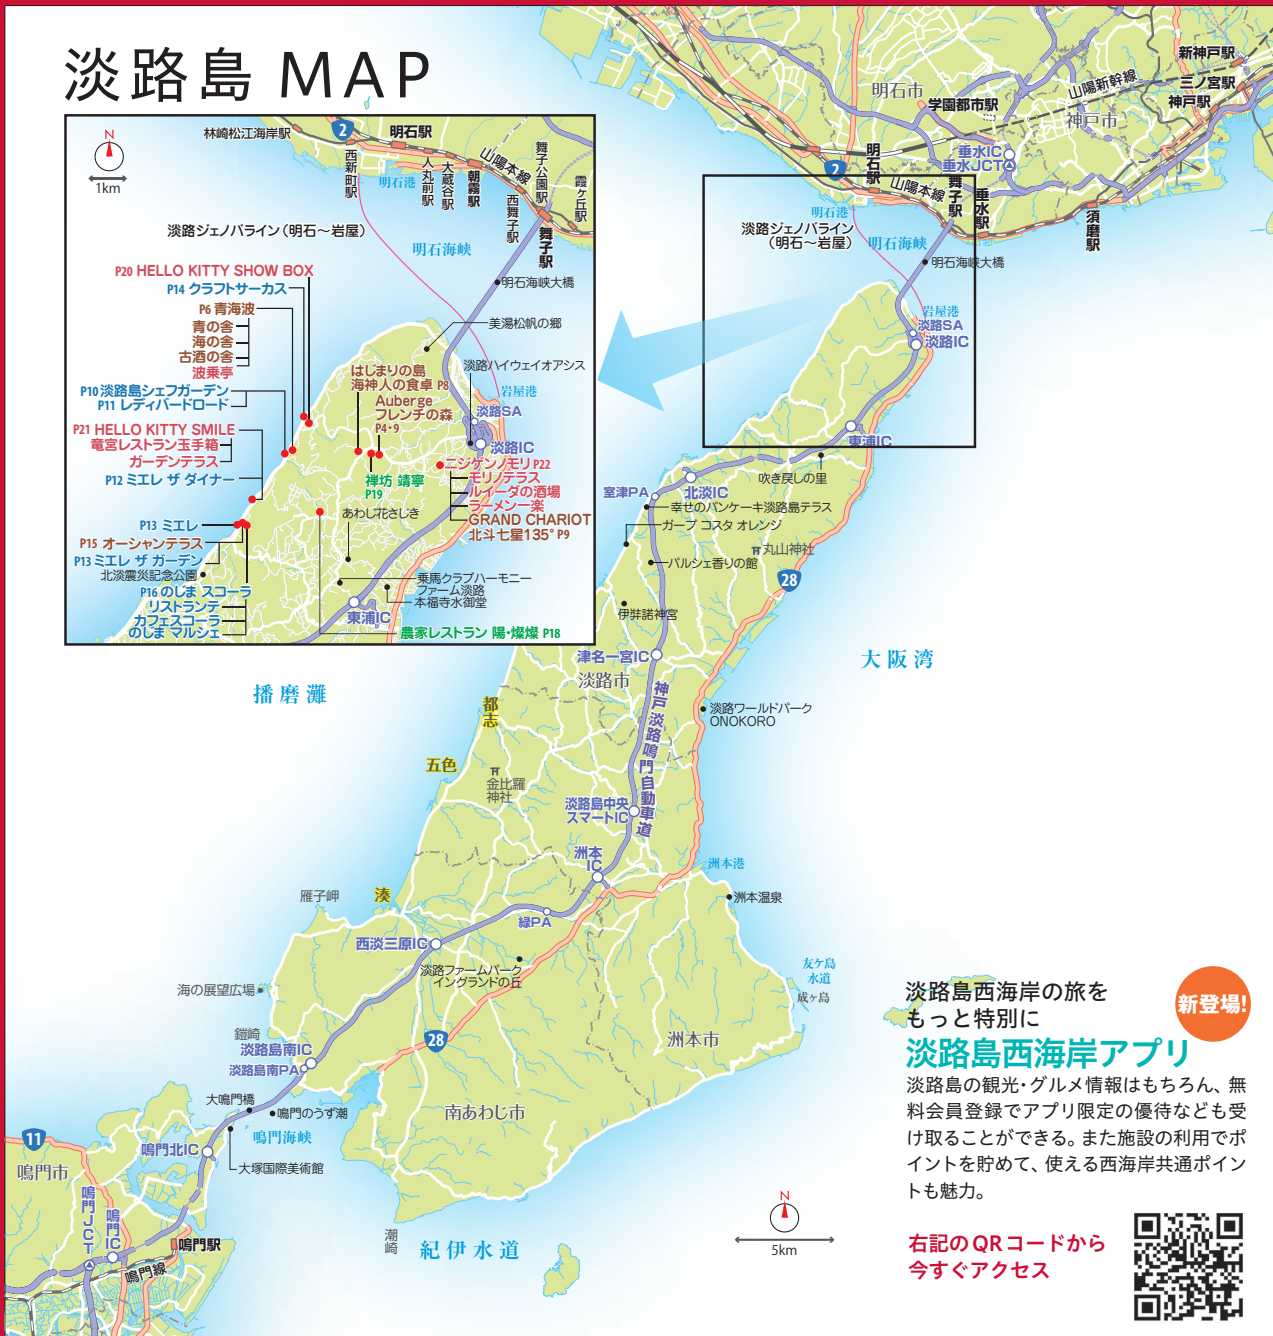 淡路島 MAP
N
1km
林崎松江海岸駅
2
明石駅
西新町駅
明石港
人丸前駅
大蔵谷駅
朝霧駅
山陽本線
西舞子駅
舞子公園駅
舞子駅
霞ヶ丘駅
淡路ジェノバライン(明石〜岩屋)
明石海峡
明石海峡大橋
P20 HELLO KITTY SHOW BOX
P14 クラフトサーカス
P6 青海波
青の舎
海の舎
古酒の舎
波乗亭
P10 淡路島シェフガーデン
P11 レディバードロード
P21 HELLO KITTY SMILE
竜宮レストラン玉手箱
ガーデンテラス
P12 ミエレ ザ ダイナー
P13 ミエレ
P15 オーシャンテラス
P13 ミエレ ザ ガーデン
北淡震災記念公園
P16 のじま スコーラ
リストランテ
カフェスコーラ
のじま マルシェ
美湯松帆の郷
淡路ハイウェイオアシス
はじまりの島
海神人の食卓 P8
Auberge
フレンチの森
P4・9
岩屋港
淡路SA
淡路IC
ニジゲンノモリ P22
モリノテラス
ルイーダの酒場
ラーメン一楽
GRAND CHARIOT
北斗七星135° P9
禅坊 靖寧
P19
あわじ花さじき
乗馬クラブハーモニー
ファーム淡路
本福寺水御堂
東浦IC
農家レストラン 陽・燦燦 P18
新神戸駅
三ノ宮駅
神戸駅
山陽新幹線
明石市
学園都市駅
神戸市
垂水IC
垂水JCT
明石駅
2
山陽本線
舞子駅
垂水駅
須磨駅
明石港
淡路ジェノバライン
(明石〜岩屋)
明石海峡
明石海峡大橋
岩屋港
淡路SA
淡路IC
東浦IC
吹き戻しの里
北淡IC
室津PA
幸せのパンケーキ淡路島テラス
ガーブ コスタ オレンジ
丸山神社
パルシェ香りの館
28
伊弉諾神宮
津名一宮IC
淡路市
大阪湾
播磨灘
都志
神戸淡路鳴門自動車道
淡路ワールドパーク
ONOKORO
五色
金比羅
神社
淡路島中央
スマートIC
洲本
IC
洲本港
洲本温泉
雁子岬
湊
緑PA
西淡三原IC
淡路ファームパーク
イングランドの丘
友ケ島
水道
成ヶ島
海の展望広場
鎧崎
淡路島南IC
淡路島南PA
28
洲本市
大鳴門橋
鳴門のうず潮
鳴門海峡
南あわじ市
11
鳴門北IC
大塚国際美術館
鳴門市
鳴門JCT
鳴門IC
鳴門駅
鳴門線
潮崎
紀伊水道
N
5km
淡路島西海岸の旅を
もっと特別に
新登場!
淡路島西海岸アプリ
淡路島の観光・グルメ情報はもちろん、無
料会員登録でアプリ限定の優待なども受
け取ることができる。また施設の利用でポ
イントを貯めて、使える西海岸共通ポイン
トも魅力。
右記のQRコードから
今すぐアクセス